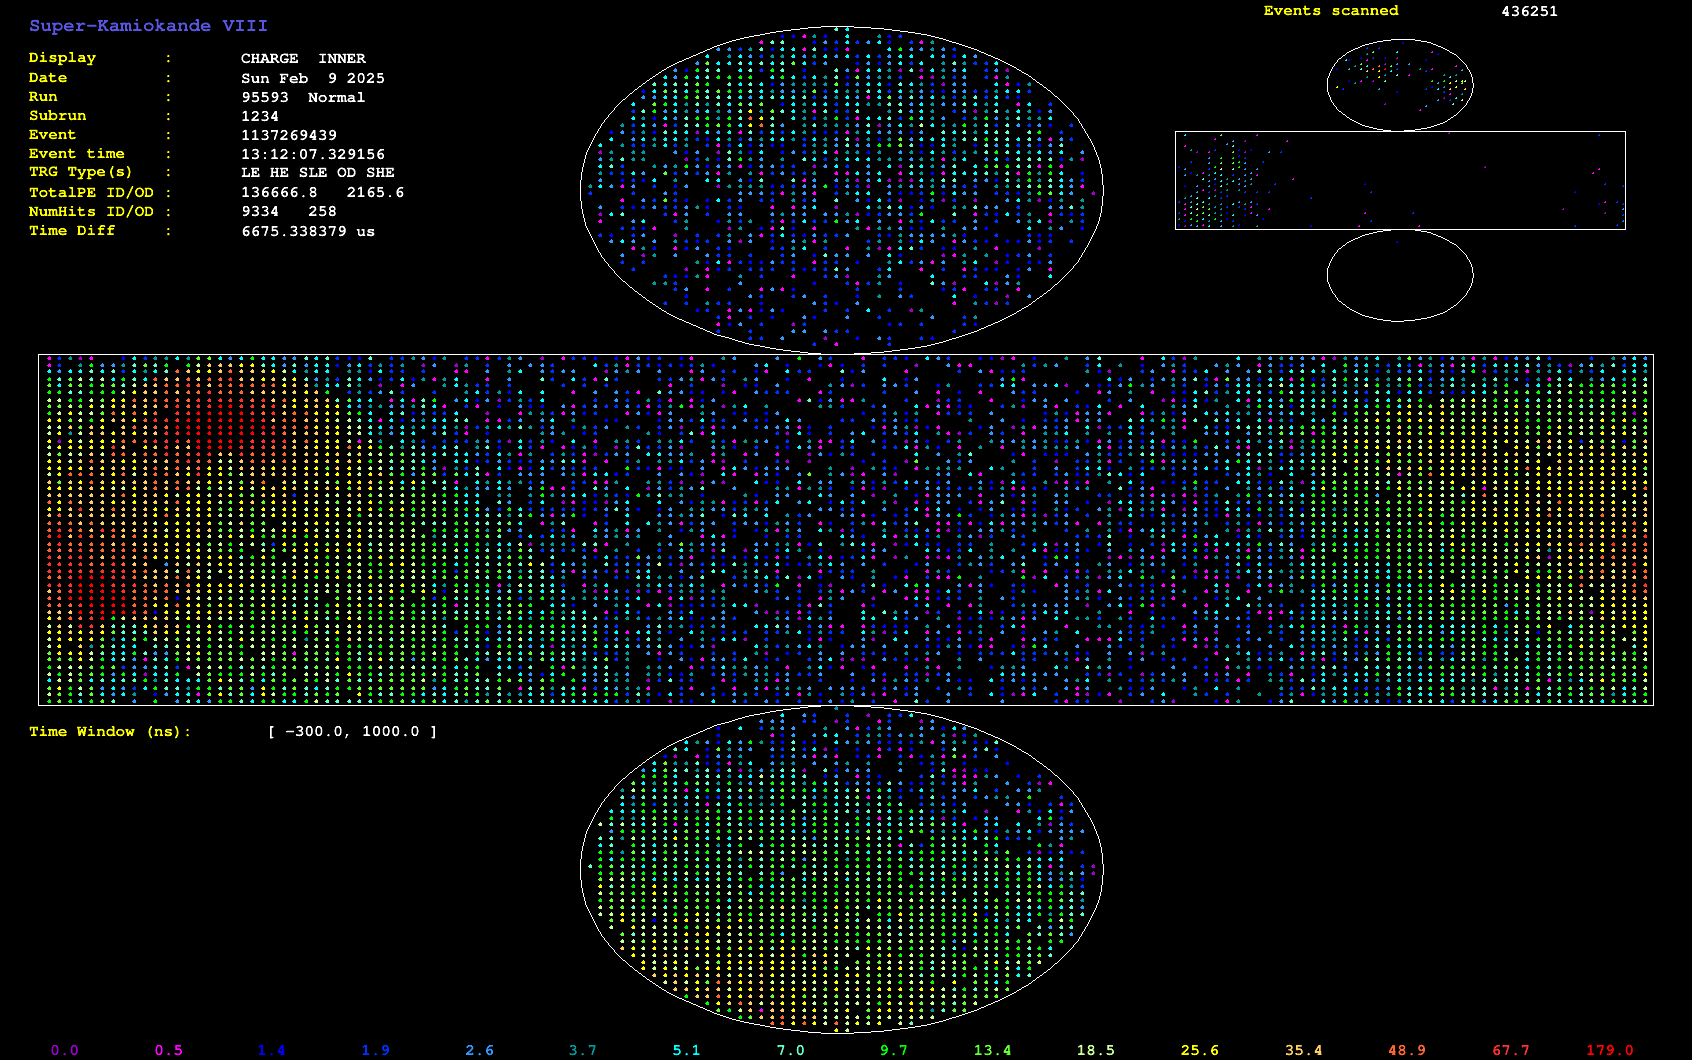 Super-Kamiokande VIII
Events scanned 436251
Display : CHARGE INNER
Date : Sun Feb 9 2025
Run : 95593 Normal
Subrun : 1234
Event : 1137269439
Event time : 13:12:07.329156
TRG Type(s) : LE HE SLE OD SHE
TotalPE ID/OD : 136666.8 2165.6
NumHits ID/OD : 9334 258
Time Diff : 6675.338379 us
Time Window (ns): [ -300.0, 1000.0 ]
0.0 0.5 1.4 1.9 2.6 3.7 5.1 7.0 9.7 13.4 18.5 25.6 35.4 48.9 67.7 179.0